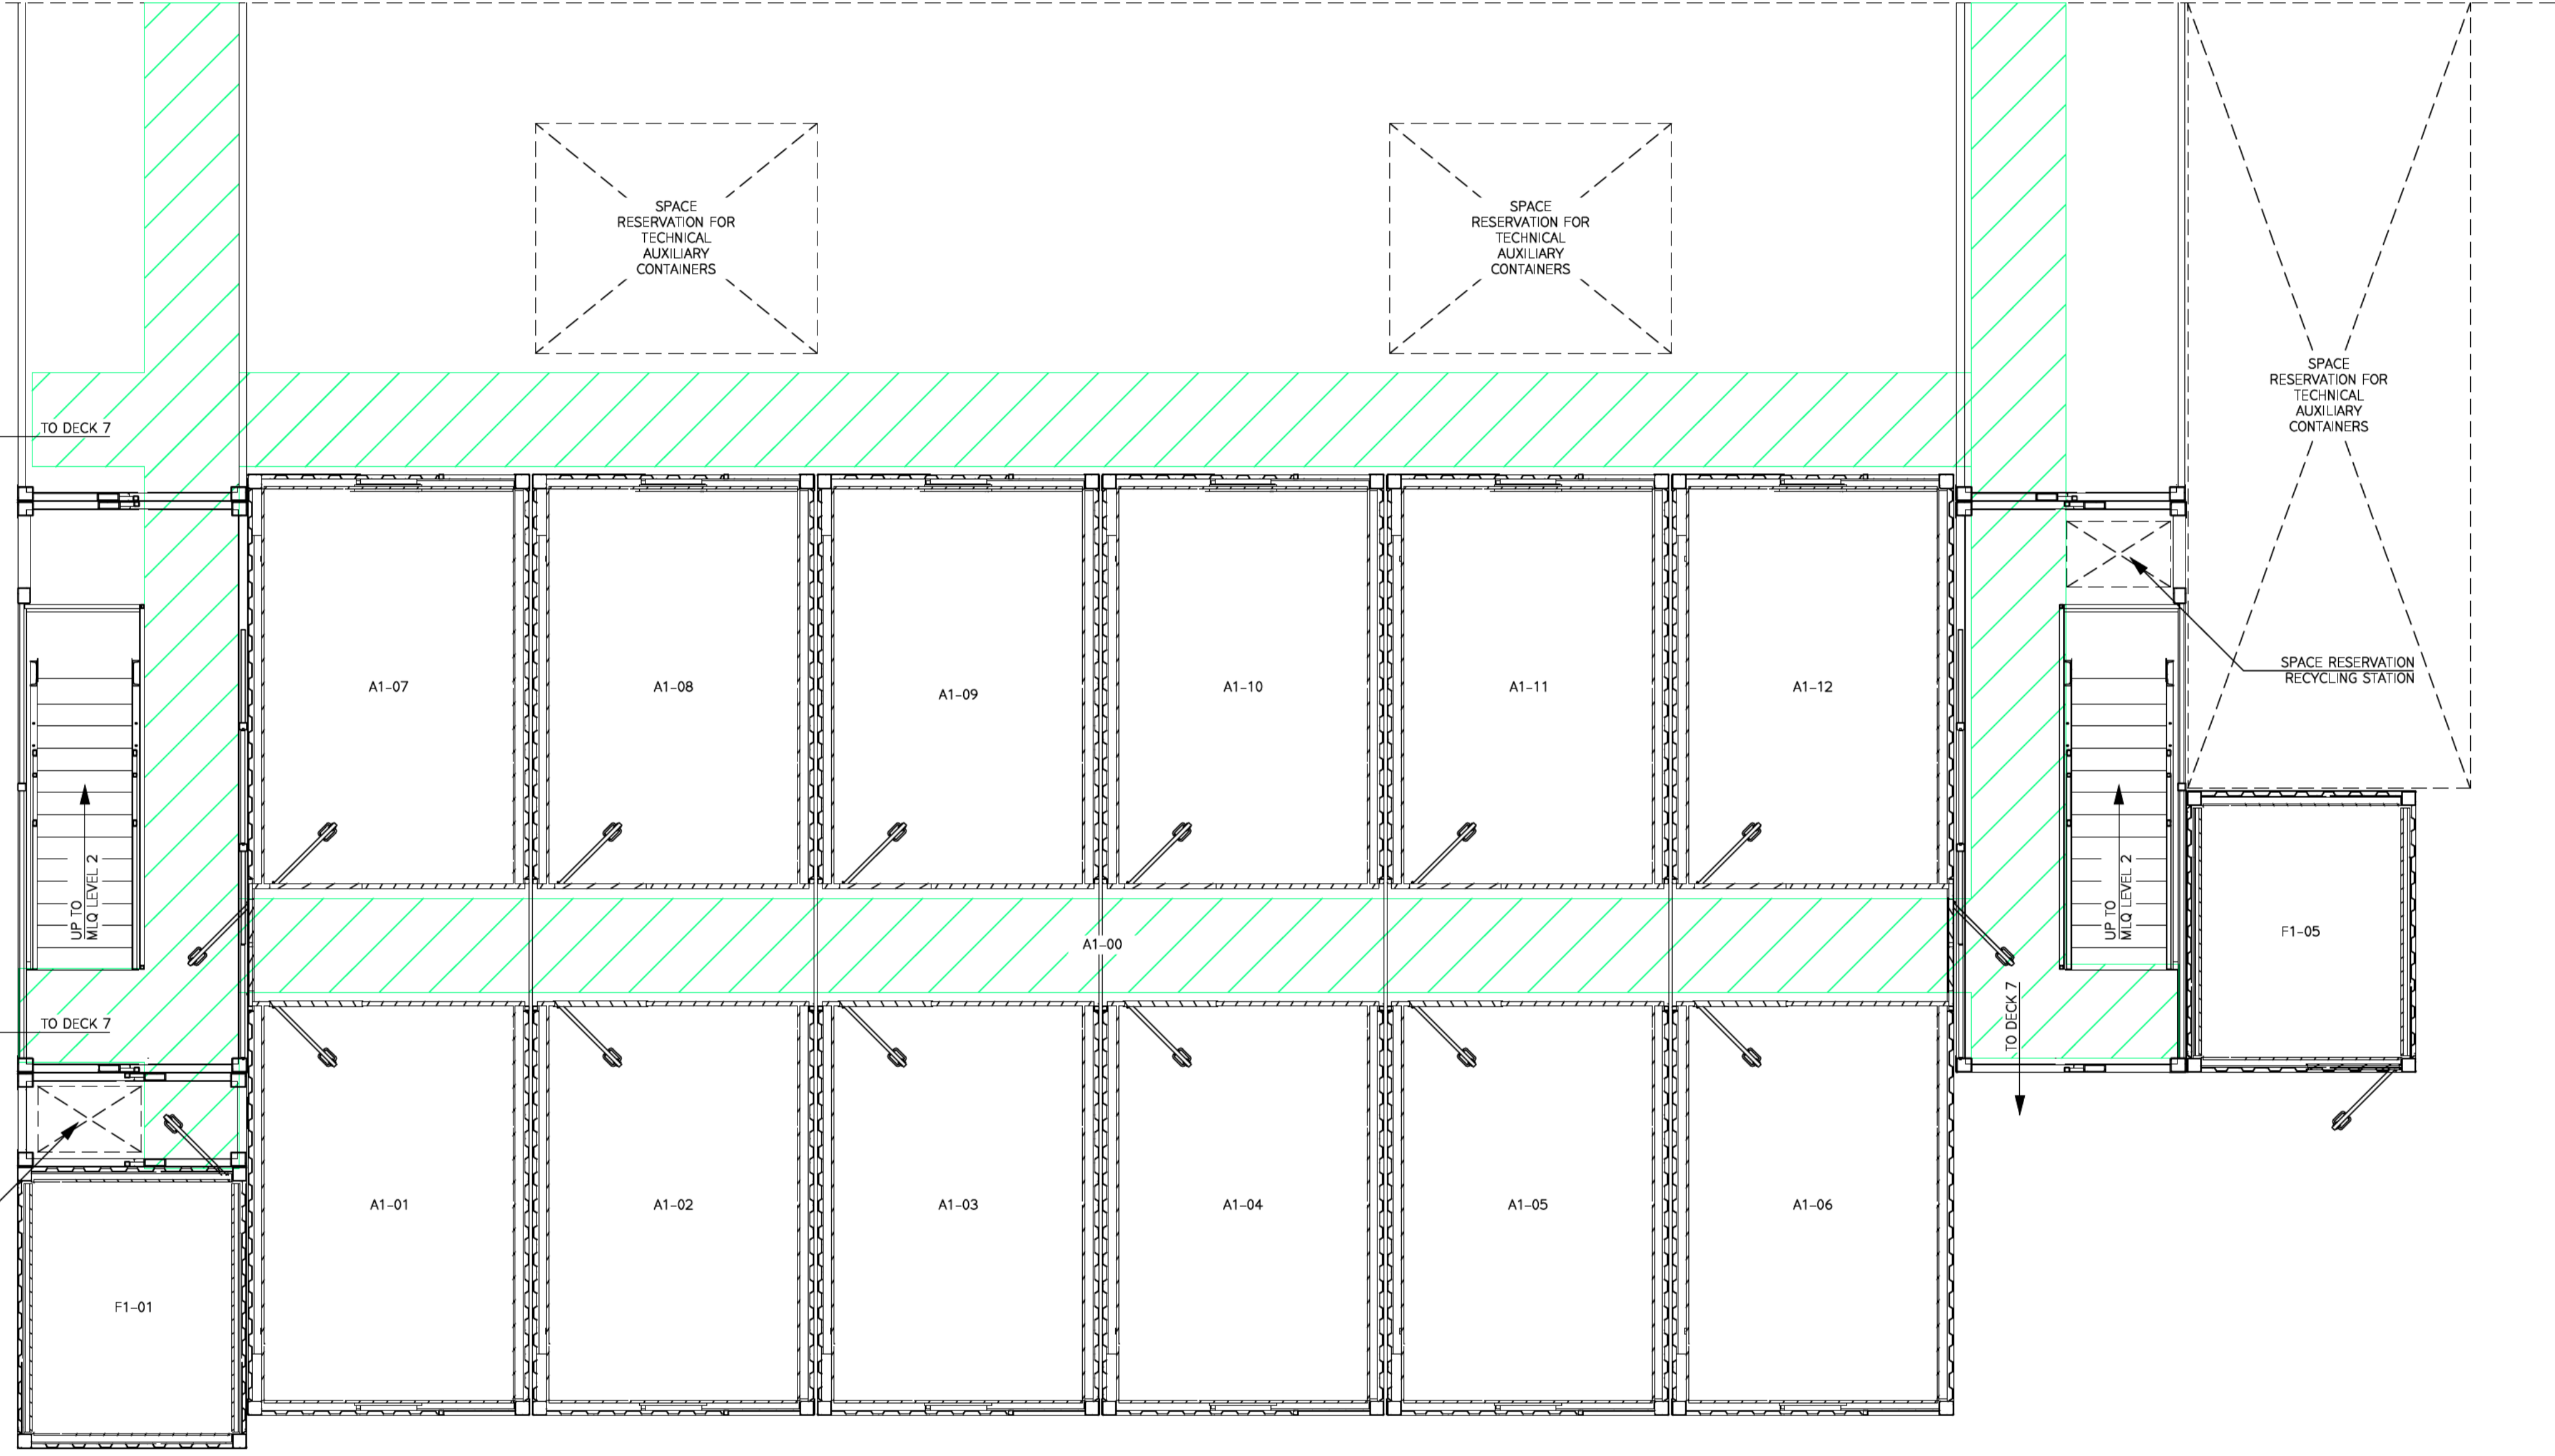 SPACE
RESERVATION FOR
TECHNICAL
AUXILIARY
CONTAINERS
SPACE
RESERVATION FOR
TECHNICAL
AUXILIARY
CONTAINERS
SPACE
RESERVATION FOR
TECHNICAL
AUXILIARY
CONTAINERS
TO DECK 7
SPACE RESERVATION
RECYCLING STATION
A1-07
A1-08
A1-09
A1-10
A1-11
A1-12
UP TO
MLQ LEVEL 2
UP TO
MLQ LEVEL 2
F1-05
A1-00
TO DECK 7
TO DECK 7
A1-01
A1-02
A1-03
A1-04
A1-05
A1-06
F1-01